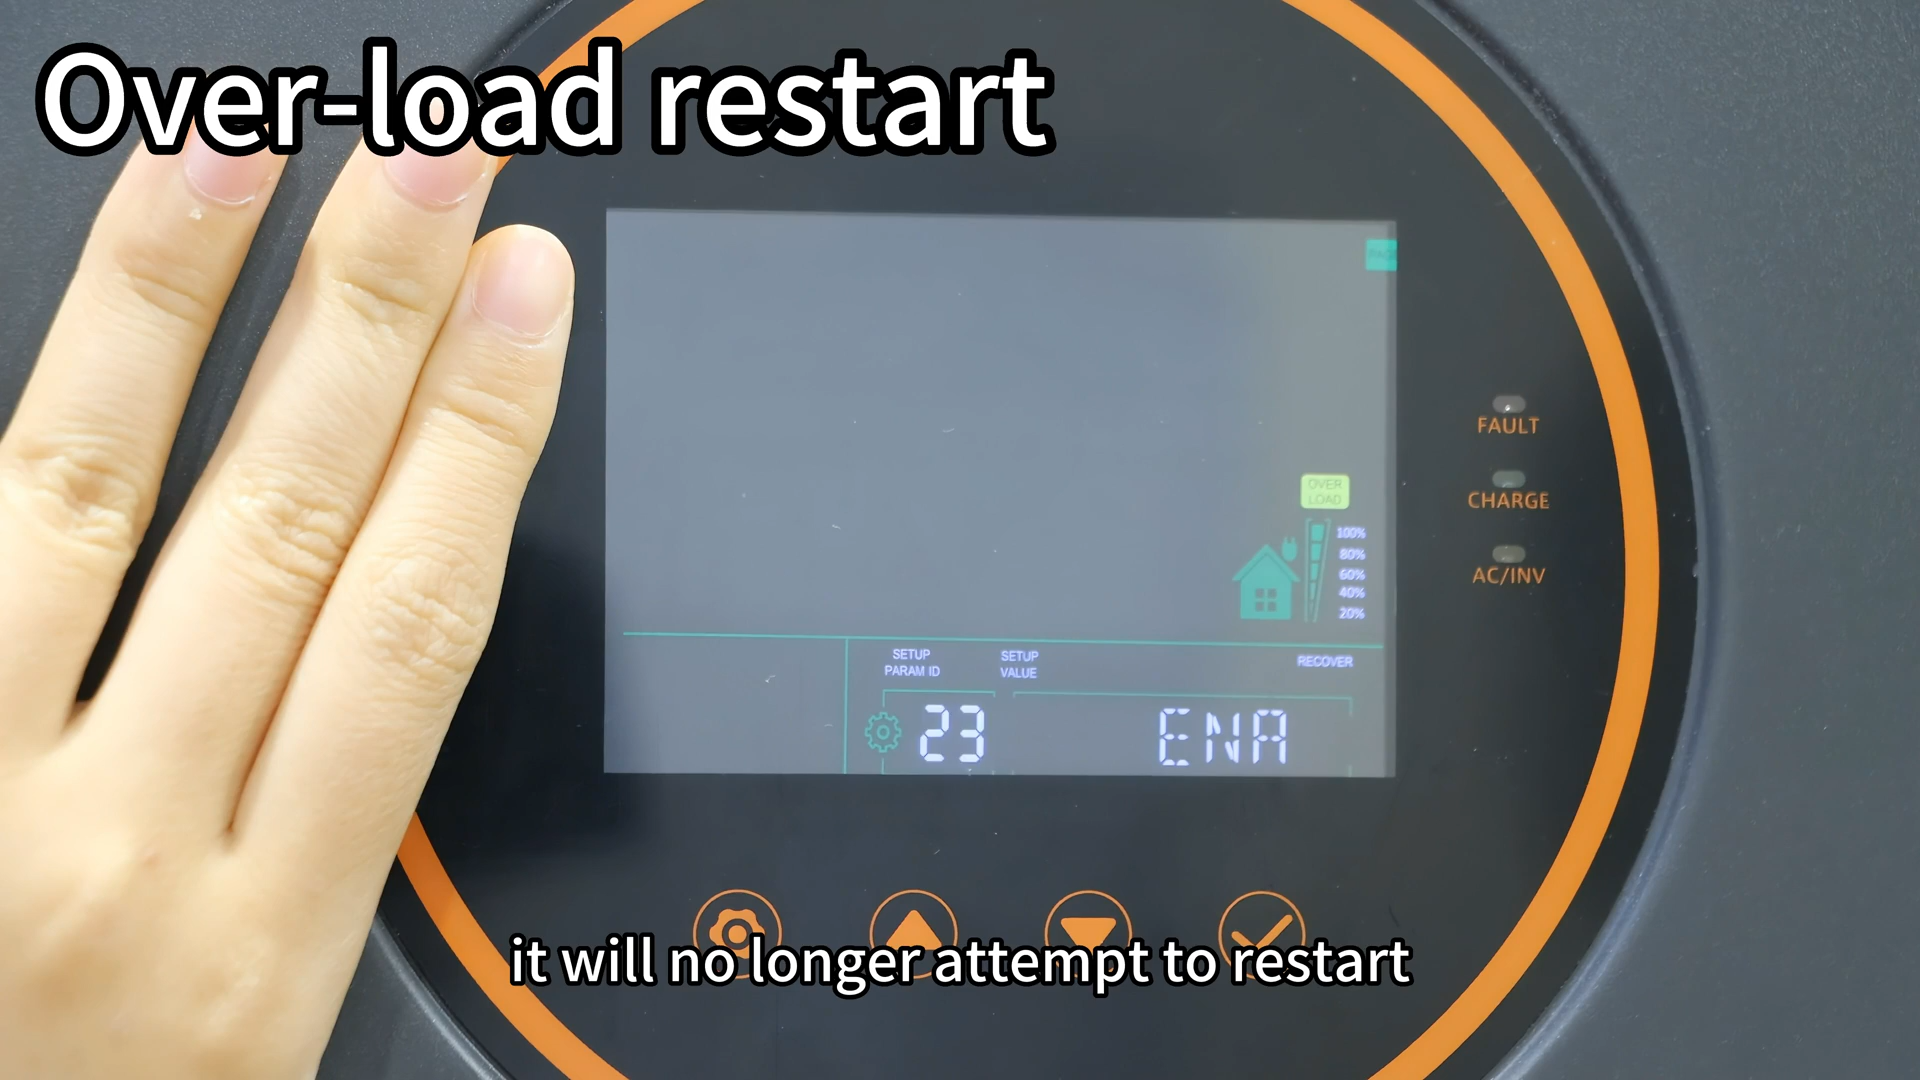 Over-load restart
OVER
LOAD
FAULT
100%
80%
60%
40%
20%
CHARGE
AC/INV
SETUP
PARAM ID
SETUP
VALUE
RECOVER
23
ENA
it will no longer attempt to restart